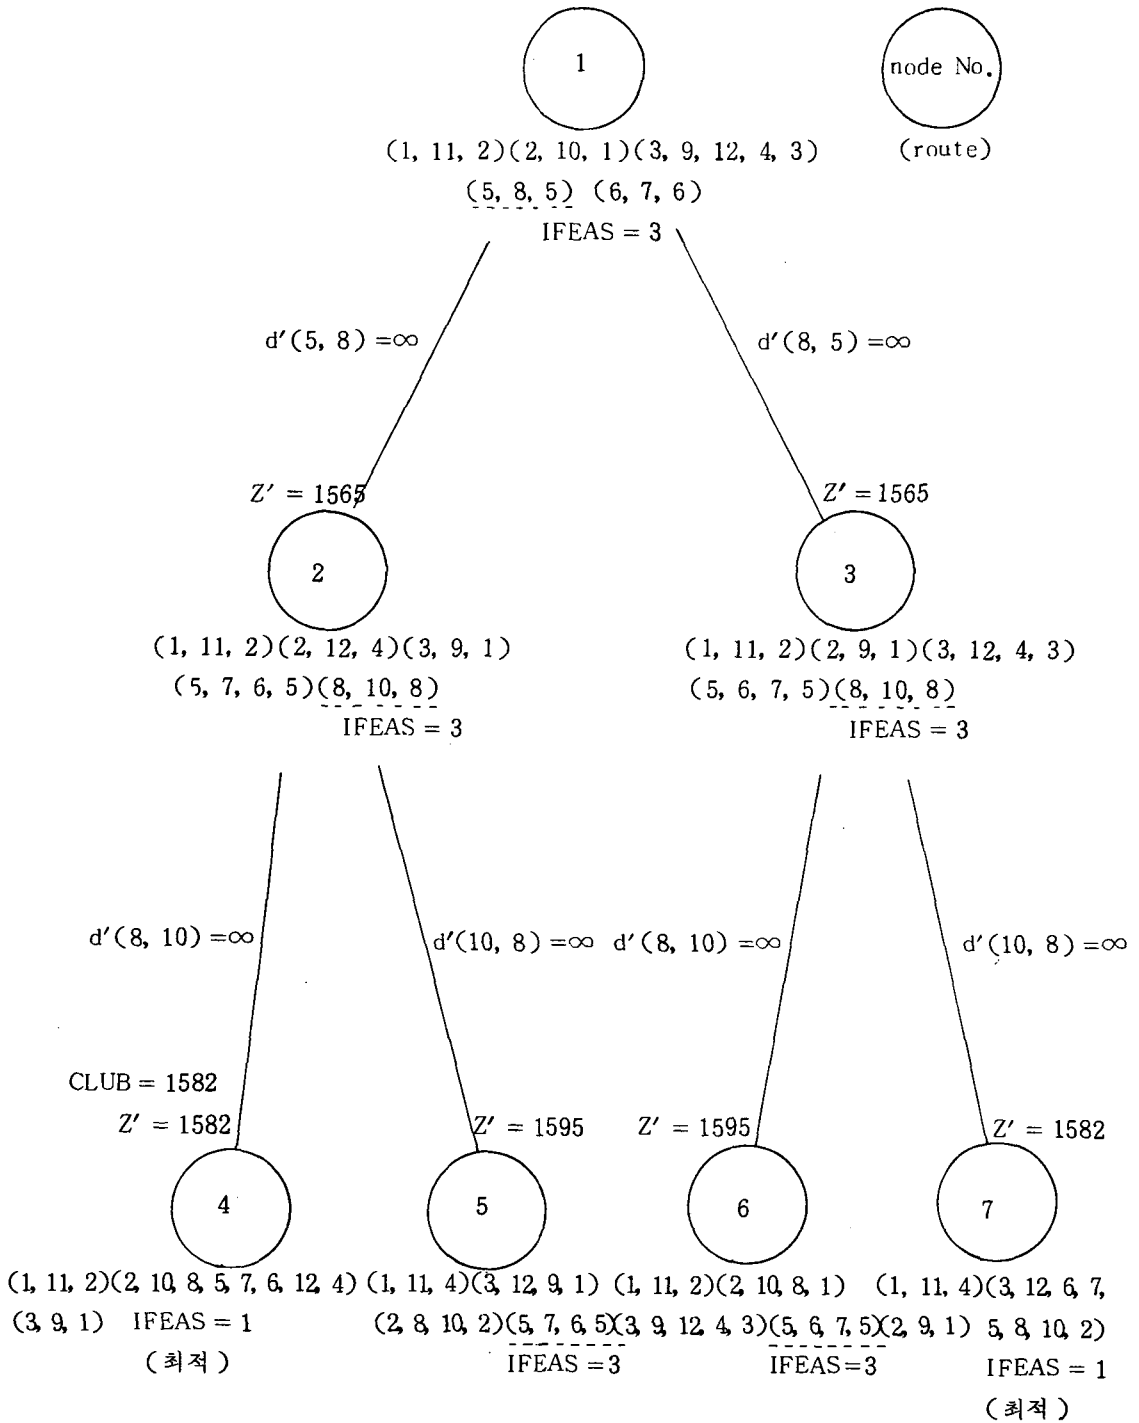 1
node No.
(1, 11, 2)(2, 10, 1)(3, 9, 12, 4, 3)
(route)
(5, 8, 5) (6, 7, 6)
IFEAS = 3
d′(5, 8) =∞
d′(8, 5) =∞
Z′ = 1565
Z′ = 1565
2
3
(1, 11, 2)(2, 12, 4)(3, 9, 1)
(5, 7, 6, 5)(8, 10, 8)
IFEAS = 3
(1, 11, 2)(2, 9, 1)(3, 12, 4, 3)
(5, 6, 7, 5)(8, 10, 8)
IFEAS = 3
d′(8, 10) =∞
d′(10, 8) =∞
d′(8, 10) =∞
d′(10, 8) =∞
CLUB = 1582
Z′ = 1582
Z′ = 1595
Z′ = 1595
Z′ = 1582
4
5
6
7
(1, 11, 2)(2, 10, 8, 5, 7, 6, 12, 4)
(3, 9, 1) IFEAS = 1
(최적)
(1, 11, 4)(3, 12, 9, 1)
(2, 8, 10, 2)(5, 7, 6, 5)
IFEAS =3
(1, 11, 2)(2, 10, 8, 1)
(3, 9, 12, 4, 3)(5, 6, 7, 5)
IFEAS=3
(1, 11, 4)(3, 12, 6, 7,
(2, 9, 1) 5, 8, 10, 2)
IFEAS = 1
(최적)